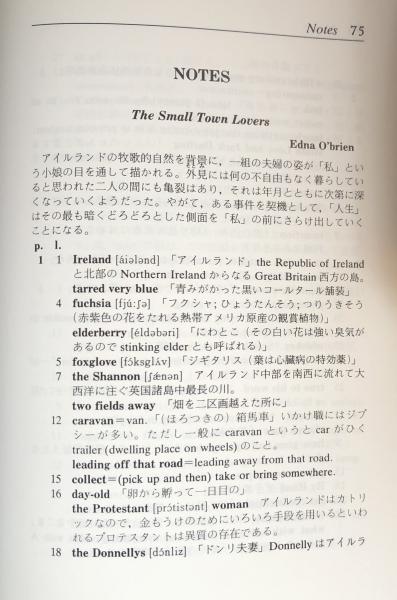 Notes 75
NOTES
The Small Town Lovers
Edna O'brien
アイルランドの牧歌的自然を背景に，一組の夫婦の姿が「私」とい
う小娘の目を通して描かれる。外見には何の不自由もなく暮らしてい
ると思われた二人の間にも亀裂はあり，それは年月とともに次第に深
くなっていくようだった。やがて，ある事件を契機として，「人生」
はその最も暗くどろどろとした側面を「私」の前にさらけ出していく
ことになる。
p. l.
1 1 Ireland [áiələnd] 「アイルランド」the Republic of Ireland
と北部の Northern Ireland からなる Great Britain 西方の島。
tarred very blue 「青みがかった黒いコールタール舗装」
4 fuchsia [fjúːʃə] 「フクシャ；ひょうたんそう；つりうきそう
（赤紫色の花をたれる熱帯アメリカ原産の観賞植物）」
elderberry [éldəbəri] 「にわとこ（その白い花は強い臭気が
あるので stinking elder とも呼ばれる）」
5 foxglove [fɔ́ksglʌv] 「ジギタリス（葉は心臓病の特効薬）」
7 the Shannon [ʃǽnən] アイルランド中部を南西に流れて大
西洋に注ぐ英国諸島中最長の川。
two fields away 「畑を二区画越えた所に」
12 caravan＝van. 「（ほろつきの）箱馬車」いかけ職にはジプ
シーが多い。ただし一般に caravan というと car がひく
trailer (dwelling place on wheels) のこと。
leading off that road＝leading away from that road.
15 collect＝(pick up and then) take or bring somewhere.
16 day-old 「卵から孵って一日目の」
the Protestant [prɔ́tistənt] woman アイルランドはカトリ
ックなので，金もうけのためにいろいろ手段を用いるといわ
れるプロテスタントは異質の存在である。
18 the Donnellys [dɔ́nliz] 「ドンリ夫妻」Donnelly はアイルラ